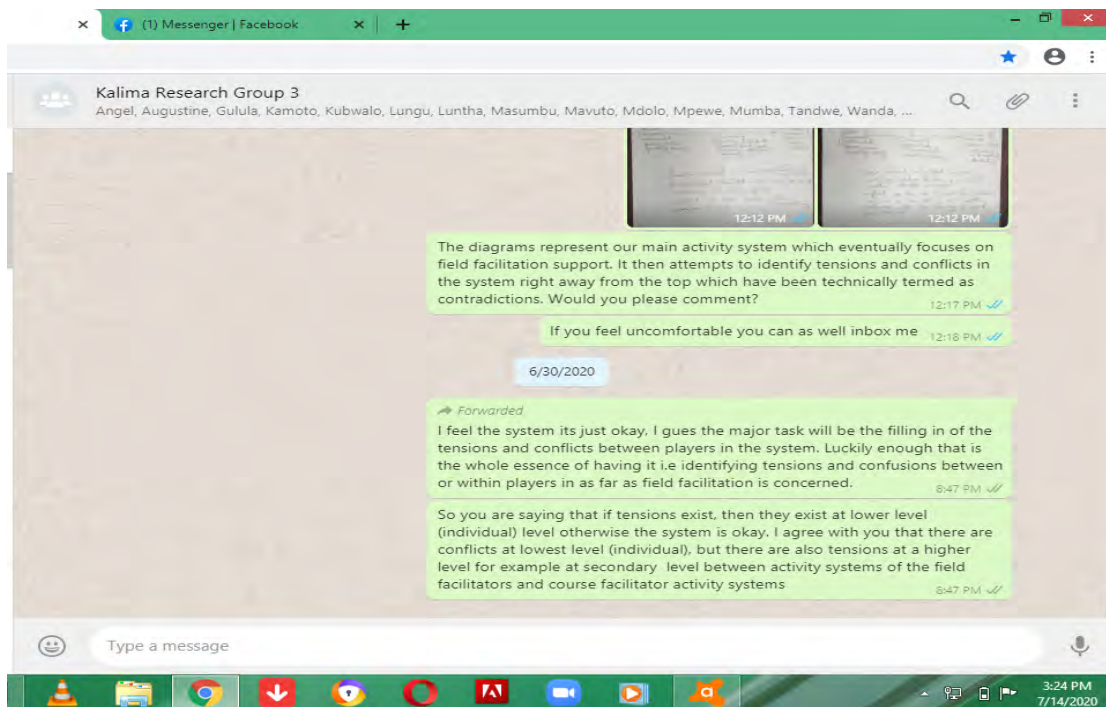 (1) Messenger | Facebook
Kalima Research Group 3
Angel, Augustine, Gulula, Kamoto, Kubwalo, Lungu, Luntha, Masumbu, Mavuto, Mdolo, Mpewe, Mumba, Tandwe, Wanda, ...
12:12 PM
12:12 PM
The diagrams represent our main activity system which eventually focuses on
field facilitation support. It then attempts to identify tensions and conflicts in
the system right away from the top which have been technically termed as
contradictions. Would you please comment?
12:17 PM
If you feel uncomfortable you can as well inbox me
12:18 PM
6/30/2020
Forwarded
I feel the system its just okay, I gues the major task will be the filling in of the
tensions and conflicts between players in the system. Luckily enough that is
the whole essence of having it i.e identifying tensions and confusions between
or within players in as far as field facilitation is concerned.
8:47 PM
So you are saying that if tensions exist, then they exist at lower level
(individual) level otherwise the system is okay. I agree with you that there are
conflicts at lowest level (individual), but there are also tensions at a higher
level for example at secondary level between activity systems of the field
facilitators and course facilitator activity systems
8:47 PM
Type a message
3:24 PM
7/14/2020